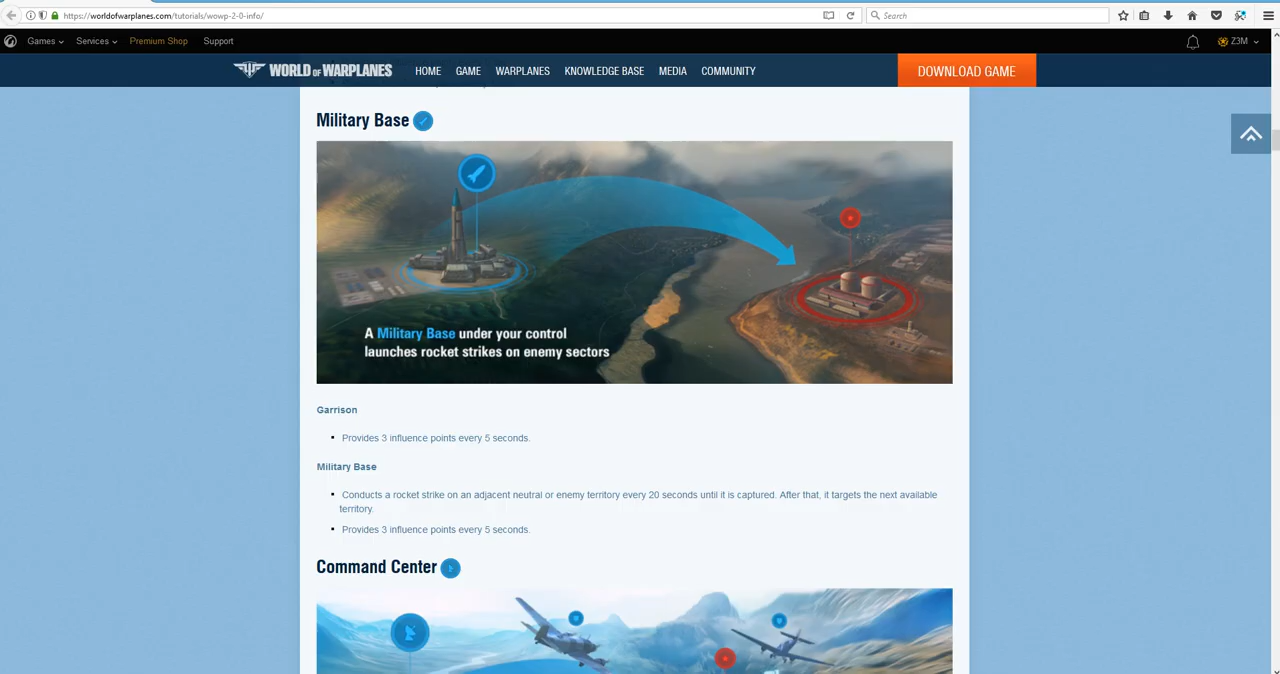 https://worldofwarplanes.com/tutorials/wowp-2-0-info/
Search
Games
Services
Premium Shop
Support
Z3M
WORLD OF WARPLANES
HOME
GAME
WARPLANES
KNOWLEDGE BASE
MEDIA
COMMUNITY
DOWNLOAD GAME
Military Base
A Military Base under your control
launches rocket strikes on enemy sectors
Garrison
Provides 3 influence points every 5 seconds.
Military Base
Conducts a rocket strike on an adjacent neutral or enemy territory every 20 seconds until it is captured. After that, it targets the next available
territory.
Provides 3 influence points every 5 seconds.
Command Center